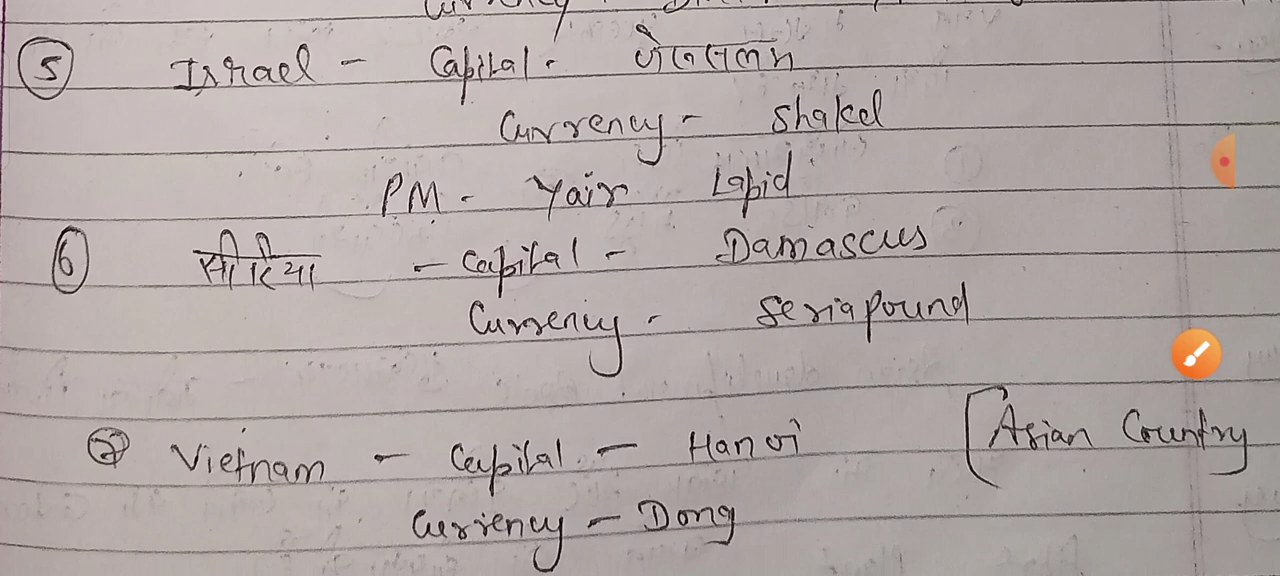 Currency
5 Israel - Capital. येरुसलम
Currency - Shakel
PM - Yair Lapid
6 सीरिया - Capital - Damascus
Currency - Seria pound
7 Vietnam - Capital - Hanoi [Asian Country
Currency - Dong